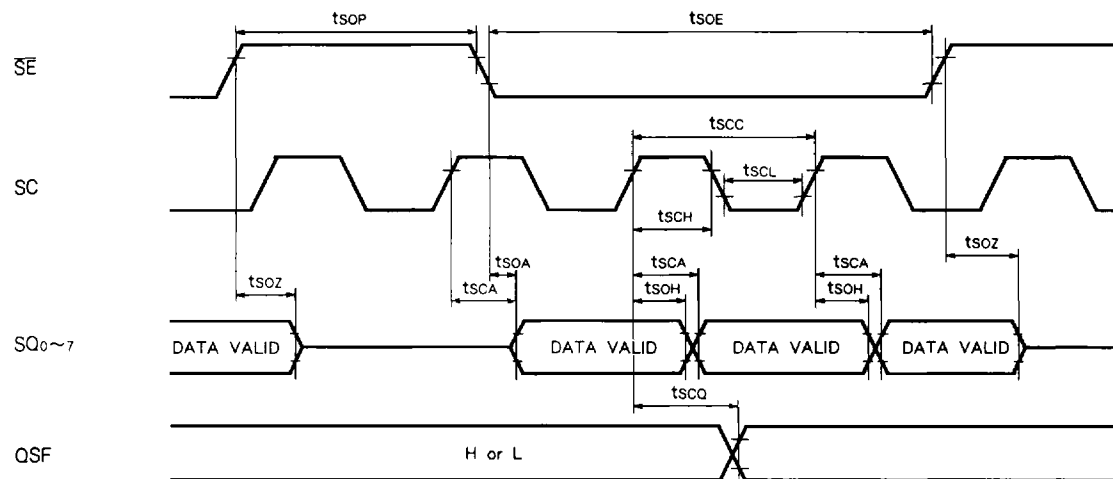 tSOP
tSOE
S̅E̅
tSCC
SC
tSCL
tSCH
tSOZ
tSOA
tSCA
tSCA
tSOH
tSCA
tSOH
tSOZ
SQ0~7
DATA VALID
DATA VALID
DATA VALID
DATA VALID
tSCQ
QSF
H or L